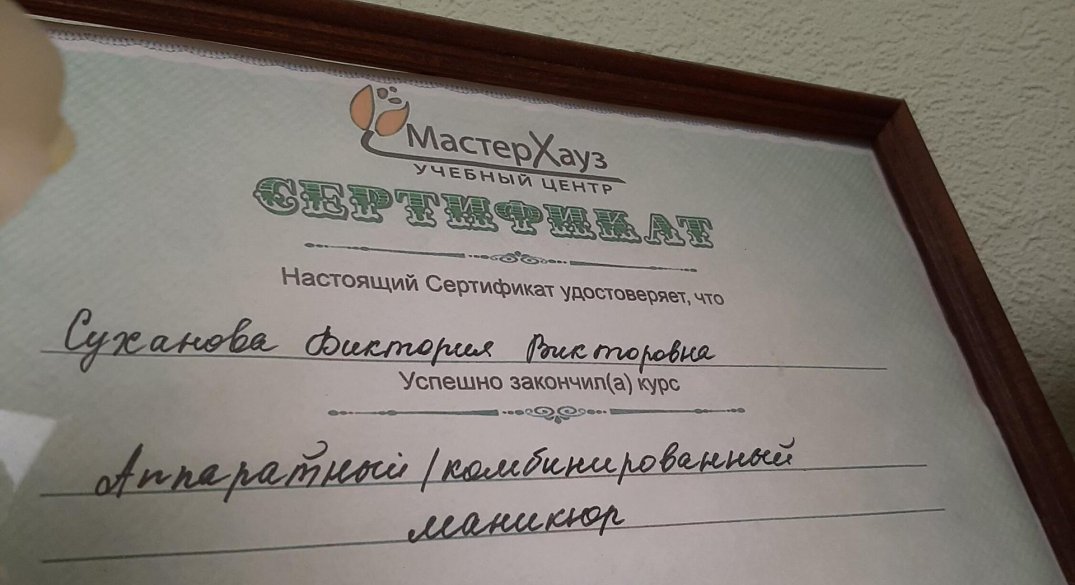 МастерХауз
УЧЕБНЫЙ ЦЕНТР
СЕРТИФИКАТ
Настоящий Сертификат удостоверяет, что
Суханова Виктория Викторовна
Успешно закончил(а) курс
Аппаратный / комбинированный
маникюр